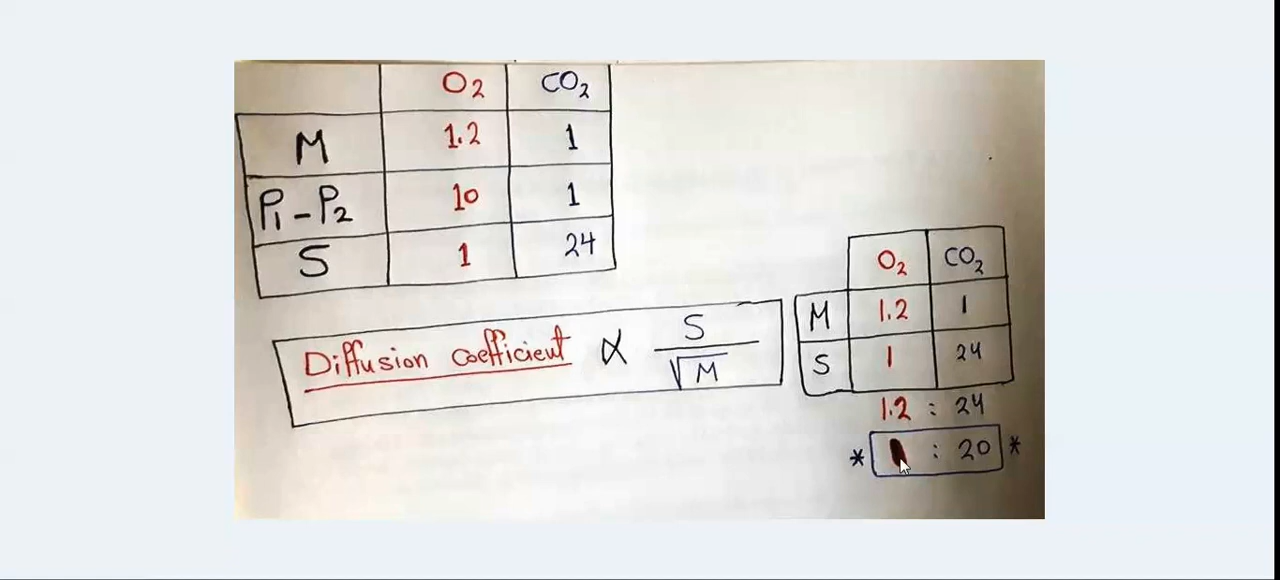 O2 CO2
M 1.2 1
P1-P2 10 1
S 1 24
Diffusion coefficient ∝ S/√M
O2 CO2
M 1.2 1
S 1 24
1.2 : 24
* : 20 *